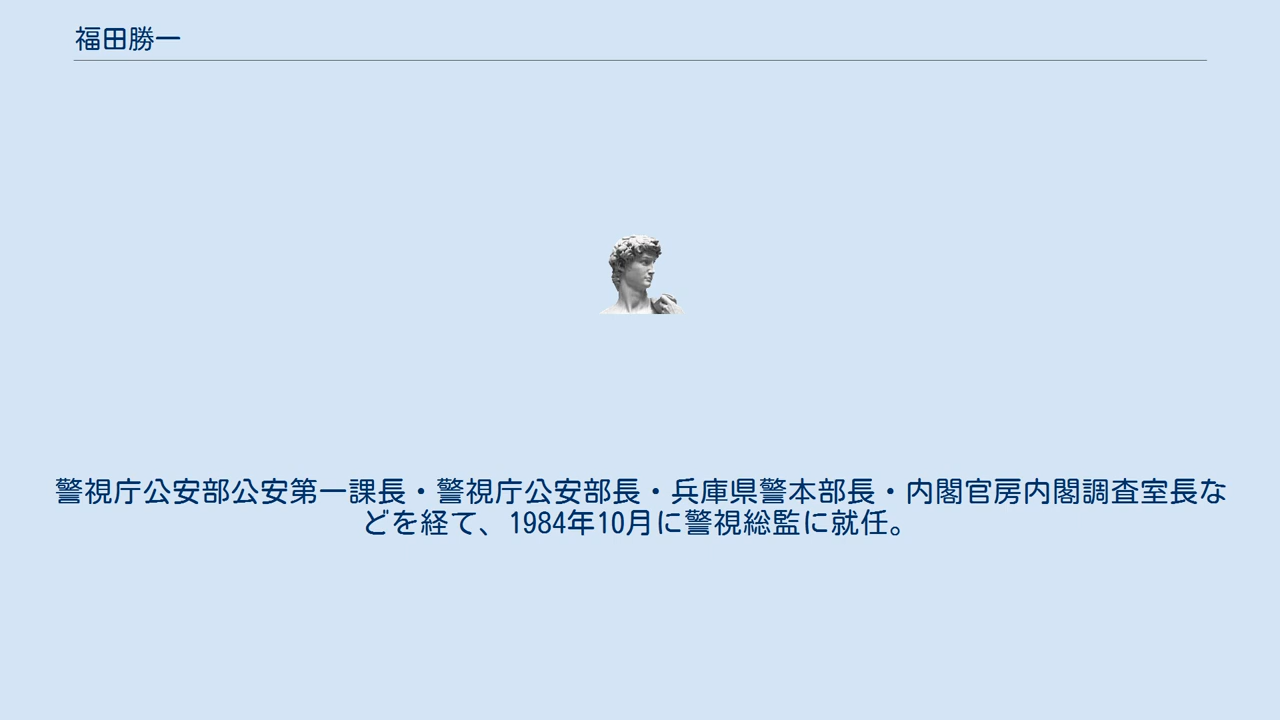 福田勝一
警視庁公安部公安第一課長・警視庁公安部長・兵庫県警本部長・内閣官房内閣調査室長な
どを経て、1984年10月に警視総監に就任。